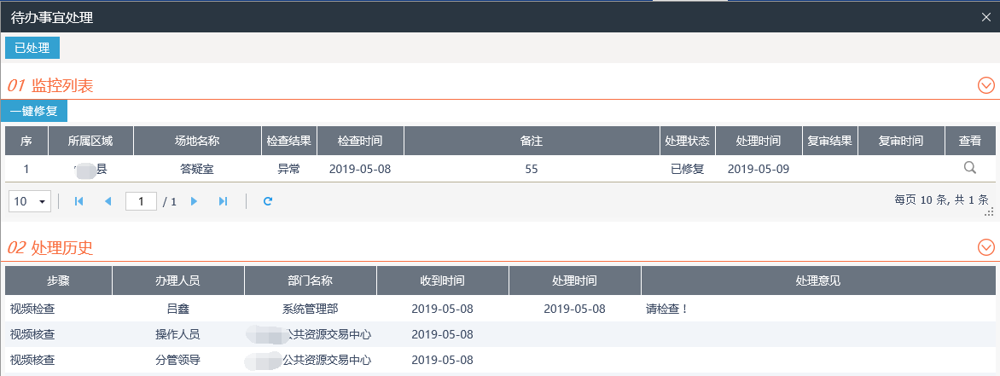 待办事宜处理
已处理
01 监控列表
一键修复
序 所属区域 场地名称 检查结果 检查时间 备注 处理状态 处理时间 复审结果 复审时间 查看
1 县 答疑室 异常 2019-05-08 55 已修复 2019-05-09
10 1 / 1 每页 10 条, 共 1 条
02 处理历史
步骤 办理人员 部门名称 收到时间 处理时间 处理意见
视频检查 吕鑫 系统管理部 2019-05-08 2019-05-08 请检查！
视频核查 操作人员 公共资源交易中心 2019-05-08
视频核查 分管领导 公共资源交易中心 2019-05-08